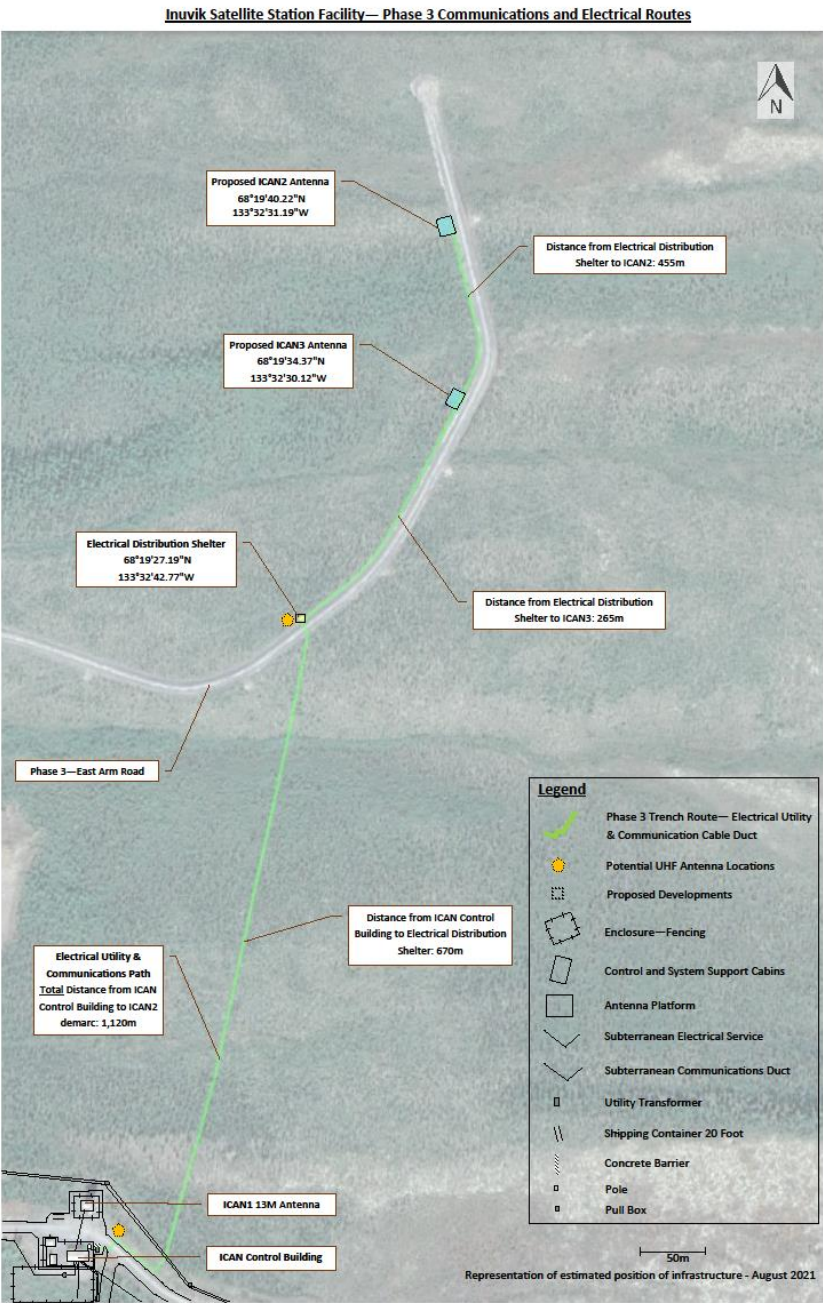 Inuvik Satellite Station Facility— Phase 3 Communications and Electrical Routes
N
Proposed ICAN2 Antenna
68°19'40.22"N
133°32'31.19"W
Distance from Electrical Distribution
Shelter to ICAN2: 455m
Proposed ICAN3 Antenna
68°19'34.37"N
133°32'30.12"W
Electrical Distribution Shelter
68°19'27.19"N
133°32'42.77"W
Distance from Electrical Distribution
Shelter to ICAN3: 265m
Phase 3—East Arm Road
Distance from ICAN Control
Building to Electrical Distribution
Shelter: 670m
Electrical Utility &
Communications Path
Total Distance from ICAN
Control Building to ICAN2
demarc: 1,120m
ICAN1 13M Antenna
ICAN Control Building
Legend
Phase 3 Trench Route— Electrical Utility
& Communication Cable Duct
Potential UHF Antenna Locations
Proposed Developments
Enclosure—Fencing
Control and System Support Cabins
Antenna Platform
Subterranean Electrical Service
Subterranean Communications Duct
Utility Transformer
Shipping Container 20 Foot
Concrete Barrier
Pole
Pull Box
50m
Representation of estimated position of infrastructure - August 2021